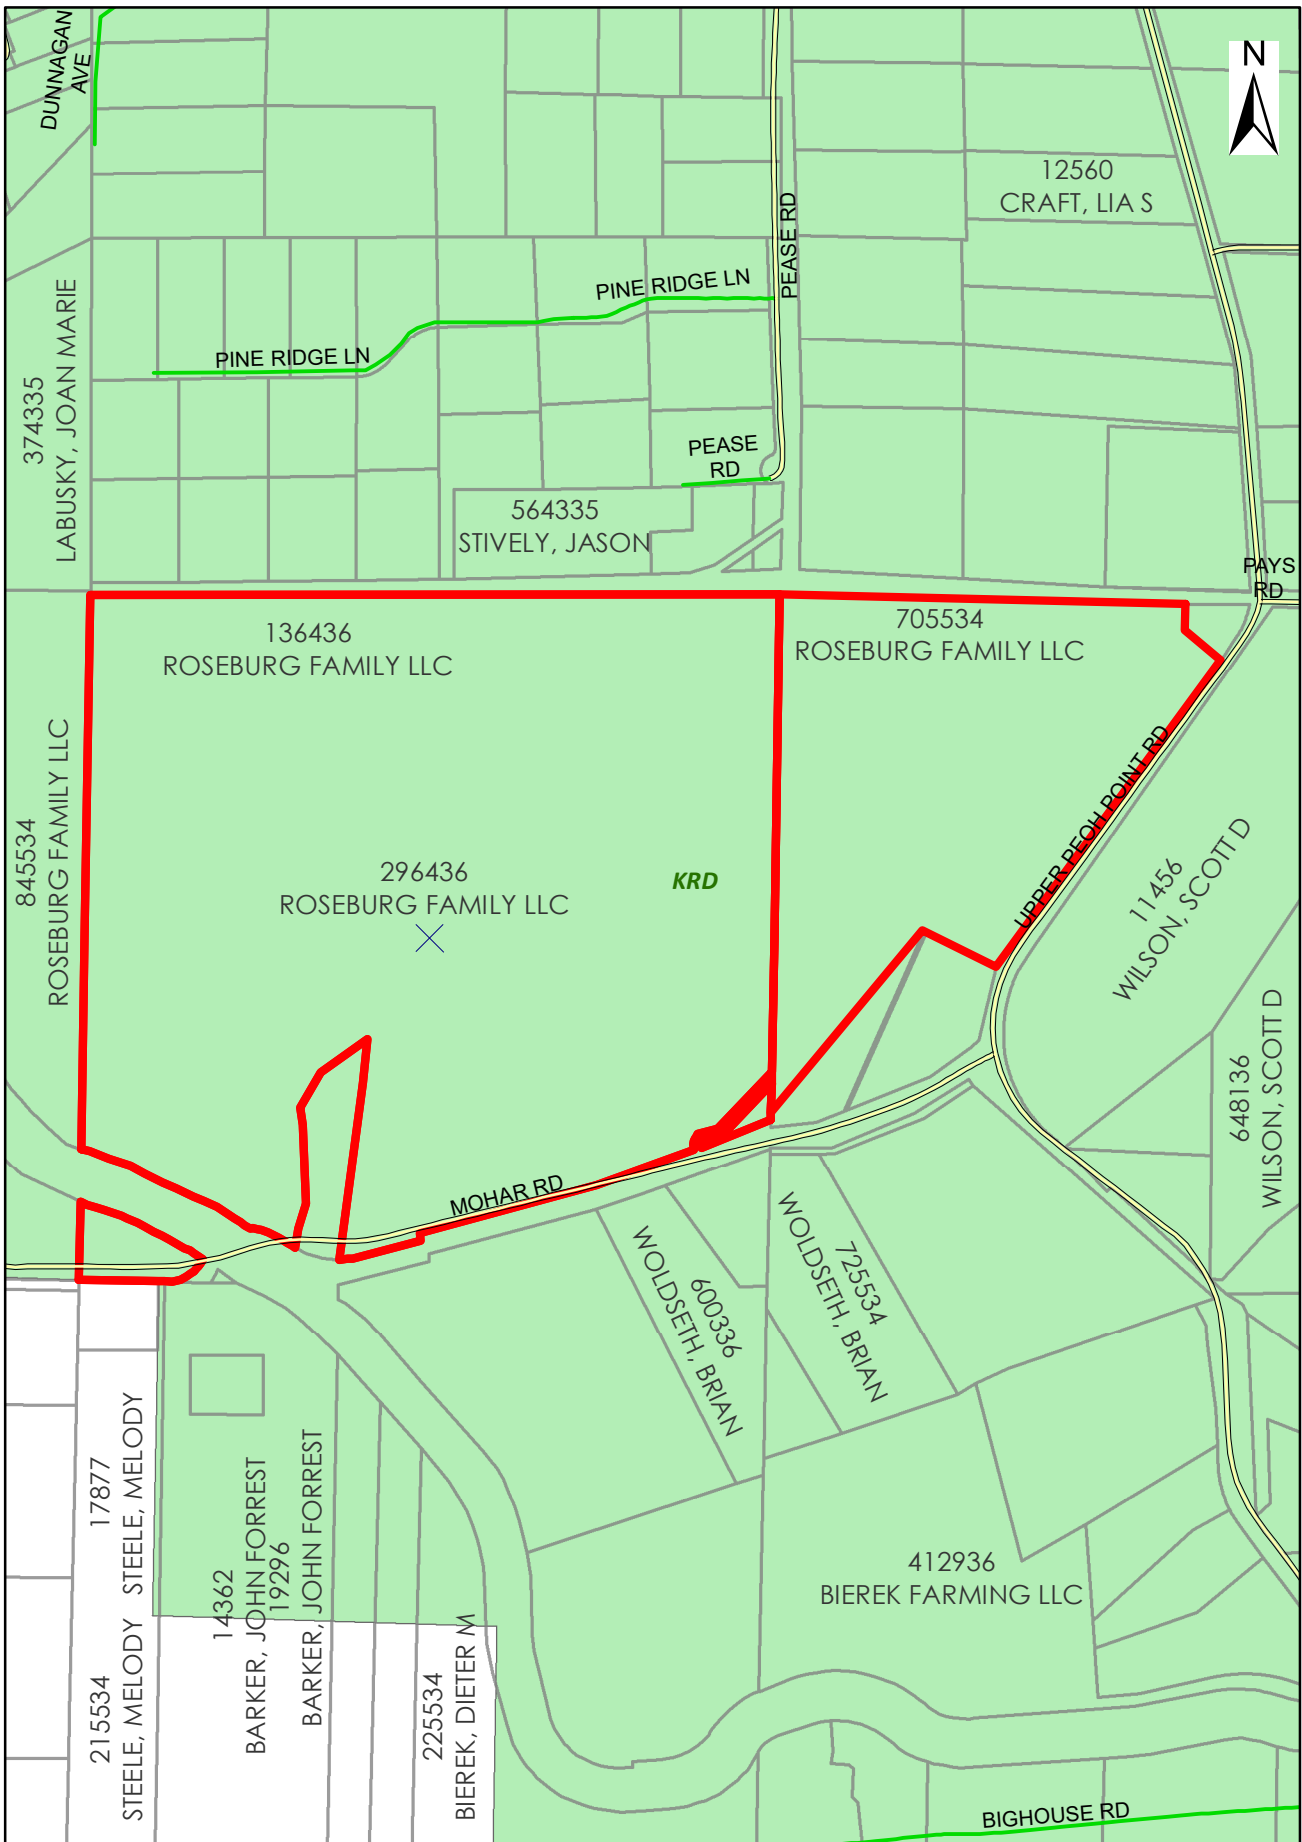 DUNNAGAN
AVE
N
12560
CRAFT, LIA S
PEASE RD
PINE RIDGE LN
PINE RIDGE LN
374335
LABUSKY, JOAN MARIE
PEASE
RD
564335
STIVELY, JASON
PAYS
RD
136436
ROSEBURG FAMILY LLC
705534
ROSEBURG FAMILY LLC
845534
ROSEBURG FAMILY LLC
UPPER PEOH POINT RD
296436
ROSEBURG FAMILY LLC
KRD
11456
WILSON, SCOTT D
648136
WILSON, SCOTT D
MOHAR RD
600336
WOLDSETH, BRIAN
725534
WOLDSETH, BRIAN
17877
STEELE, MELODY
215534
STEELE, MELODY
14362
BARKER, JOHN FORREST
19296
BARKER, JOHN FORREST
225534
BIEREK, DIETER M
412936
BIEREK FARMING LLC
BIGHOUSE RD